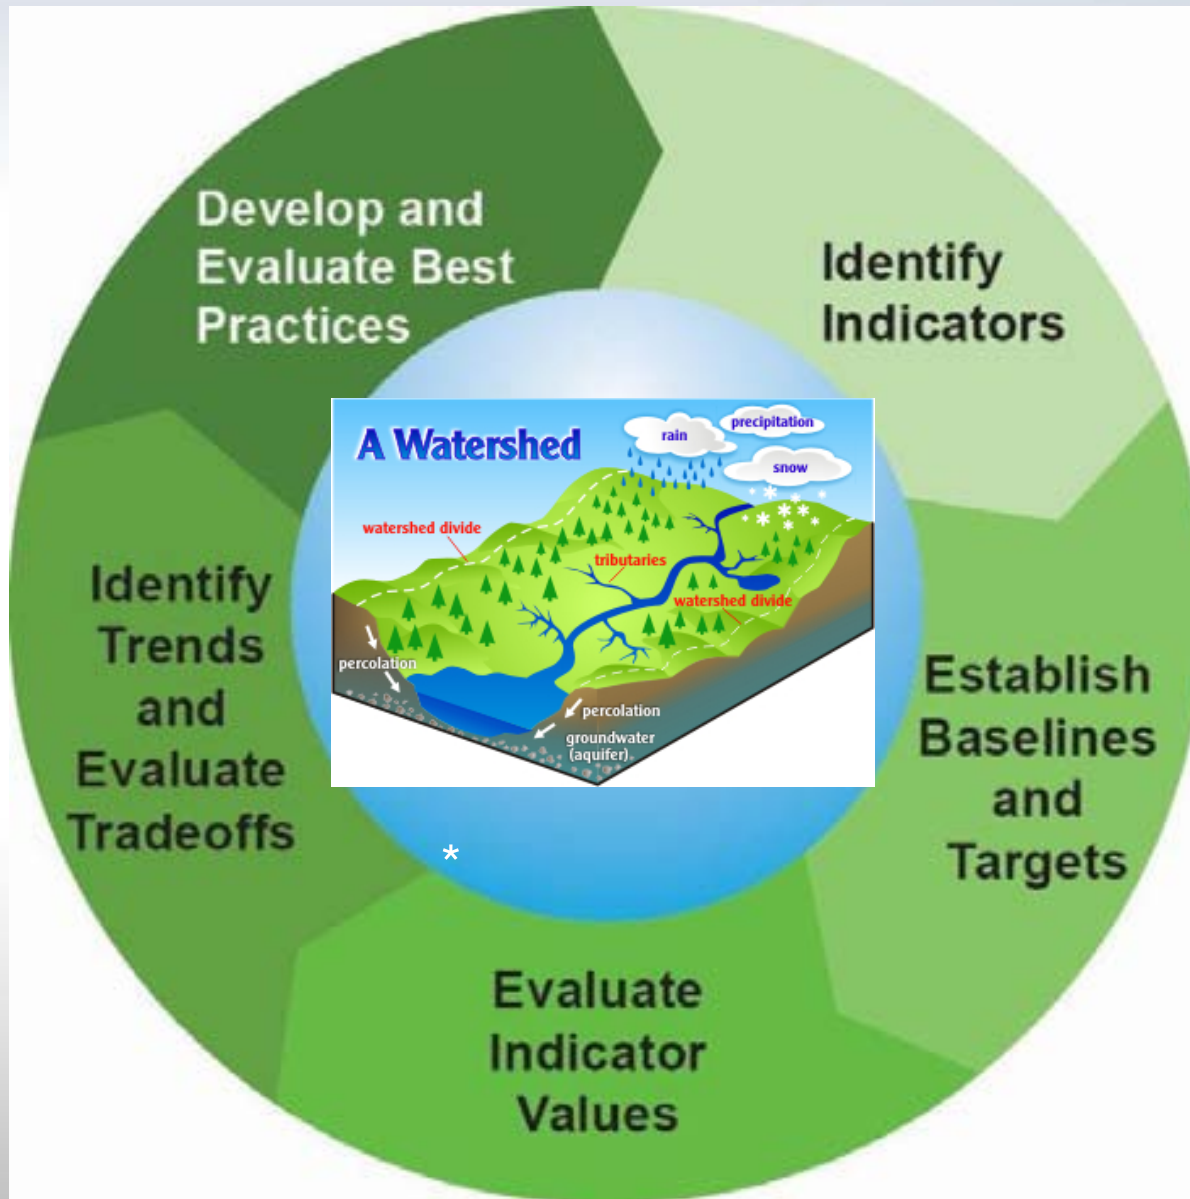 Develop and
Evaluate Best
Practices
Identify
Indicators
Establish
Baselines
and
Targets
Evaluate
Indicator
Values
Identify
Trends
and
Evaluate
Tradeoffs
A Watershed
rain
precipitation
snow
watershed divide
tributaries
watershed divide
percolation
percolation
groundwater
(aquifer)
*